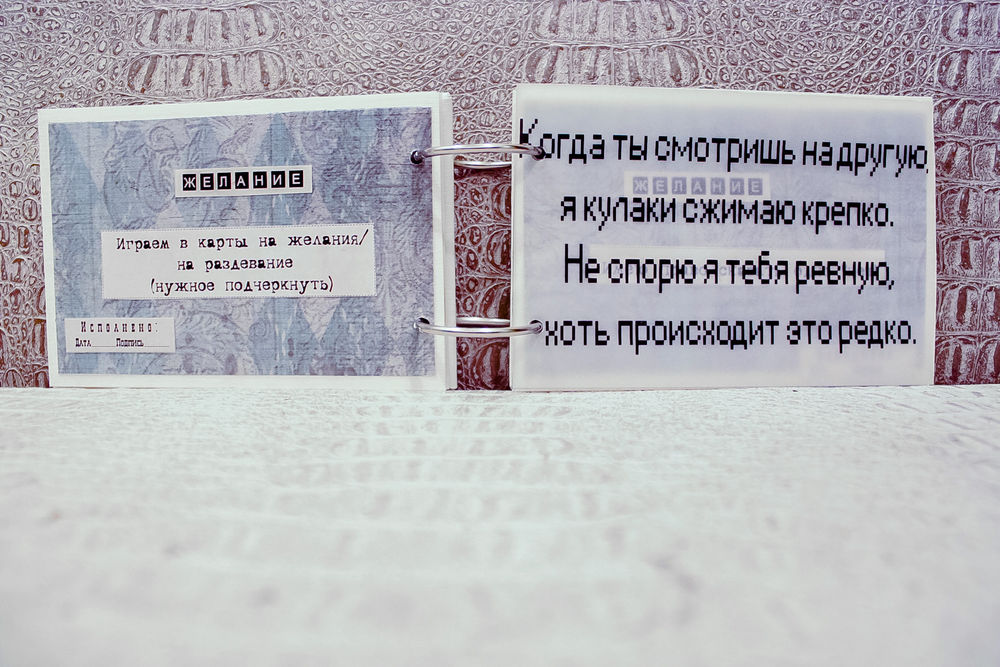 ЖЕЛАНИЕ
Играем в карты на желания/
на раздевание
(нужное подчеркнуть)
Исполнено:
Дата Подпись
Когда ты смотришь на другую,
ЖЕЛАНИЕ
я кулаки сжимаю крепко.
Не спорю я тебя ревную,
хоть происходит это редко.